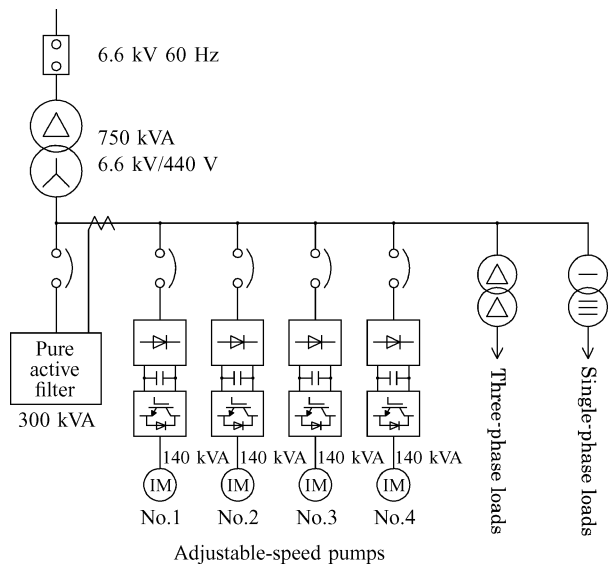 6.6 kV 60 Hz
750 kVA
6.6 kV/440 V
Pure
active
filter
300 kVA
140 kVA 140 kVA 140 kVA 140 kVA
IM IM IM IM
No.1 No.2 No.3 No.4
Adjustable-speed pumps
Three-phase loads
Single-phase loads